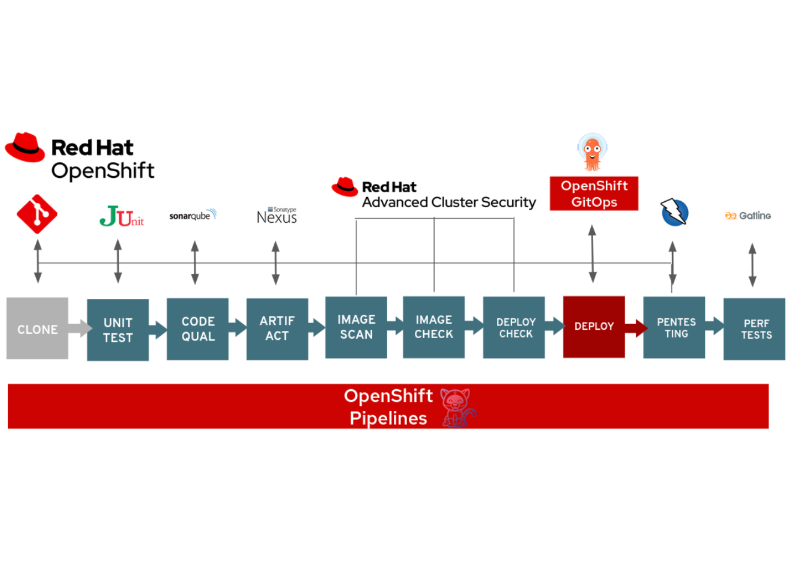 Red Hat
OpenShift
Red Hat
Advanced Cluster Security
OpenShift
GitOps
JUnit
sonarqube
Sonatype
Nexus
Gatling
CLONE
UNIT
TEST
CODE
QUAL
ARTIF
ACT
IMAGE
SCAN
IMAGE
CHECK
DEPLOY
CHECK
DEPLOY
PENTES
TING
PERF
TESTS
OpenShift
Pipelines